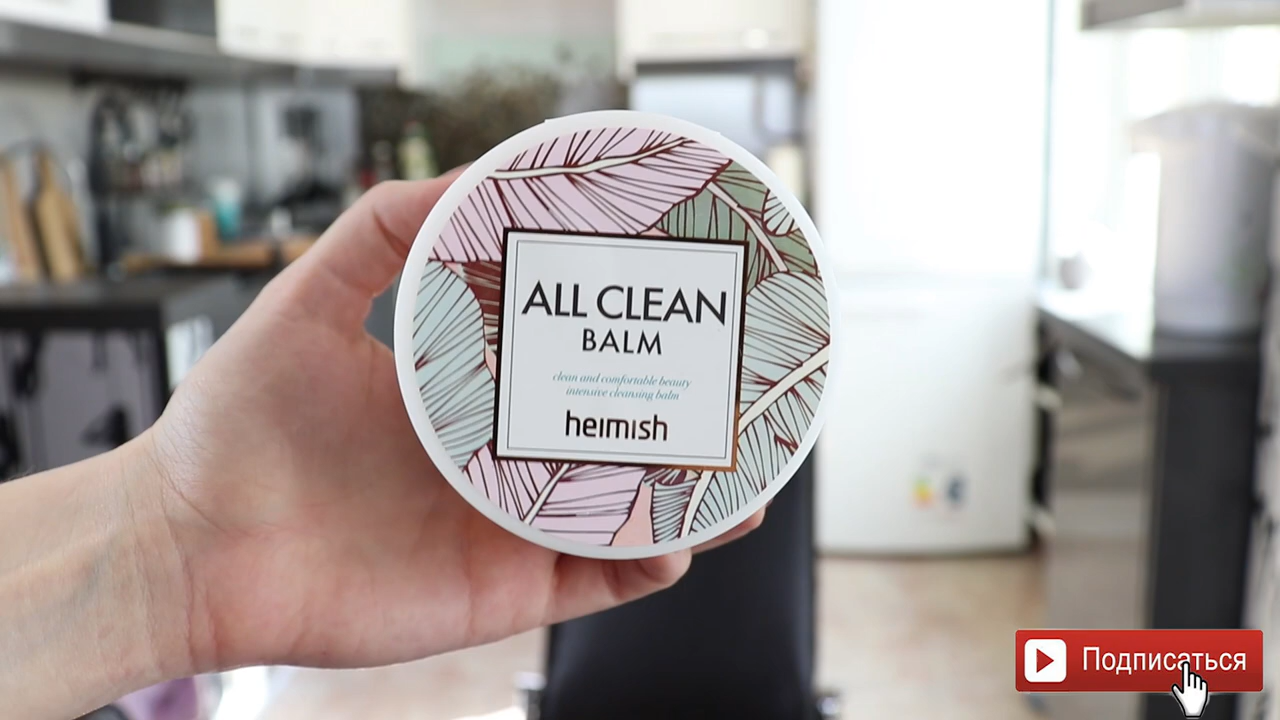 ALL CLEAN
BALM
clean and comfortable beauty
intensive cleansing balm
heimish
Подписаться